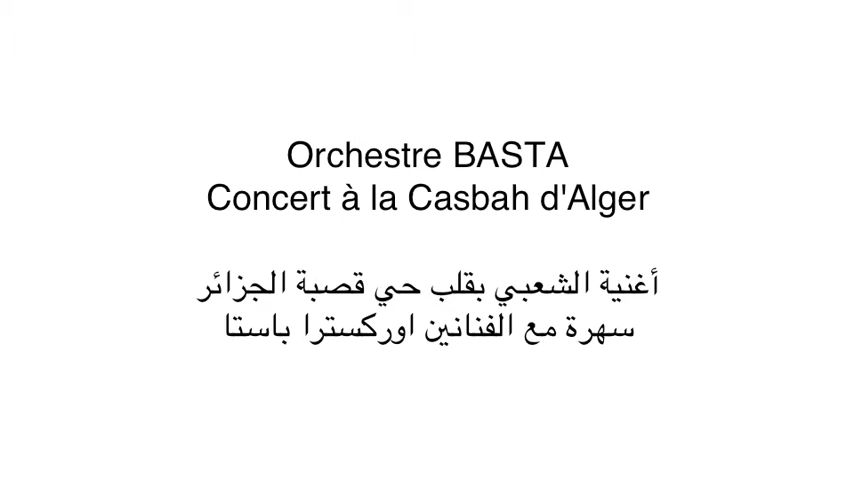 Orchestre BASTA
Concert à la Casbah d'Alger
أغنية الشعبي بقلب حي قصبة الجزائر
سهرة مع الفنانين اوركسترا باستا